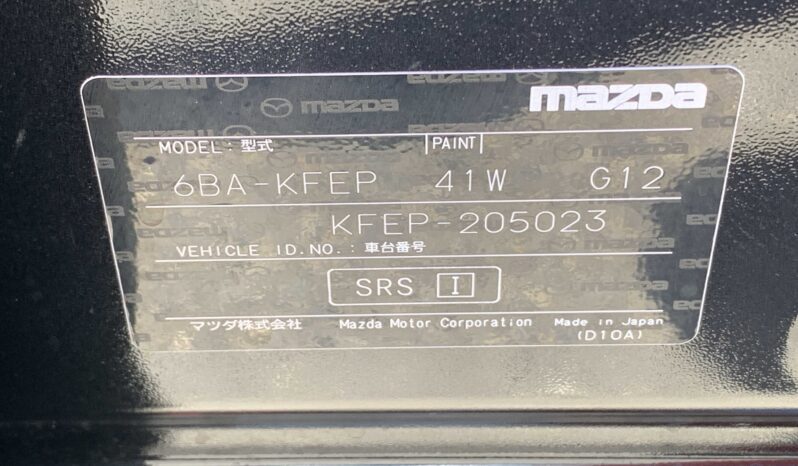 mazda
MODEL : 型式 PAINT
6BA-KFEP 41W G12
KFEP-205023
VEHICLE ID.NO. : 車台番号
SRS I
マツダ株式会社 Mazda Motor Corporation Made in Japan
(D10A)